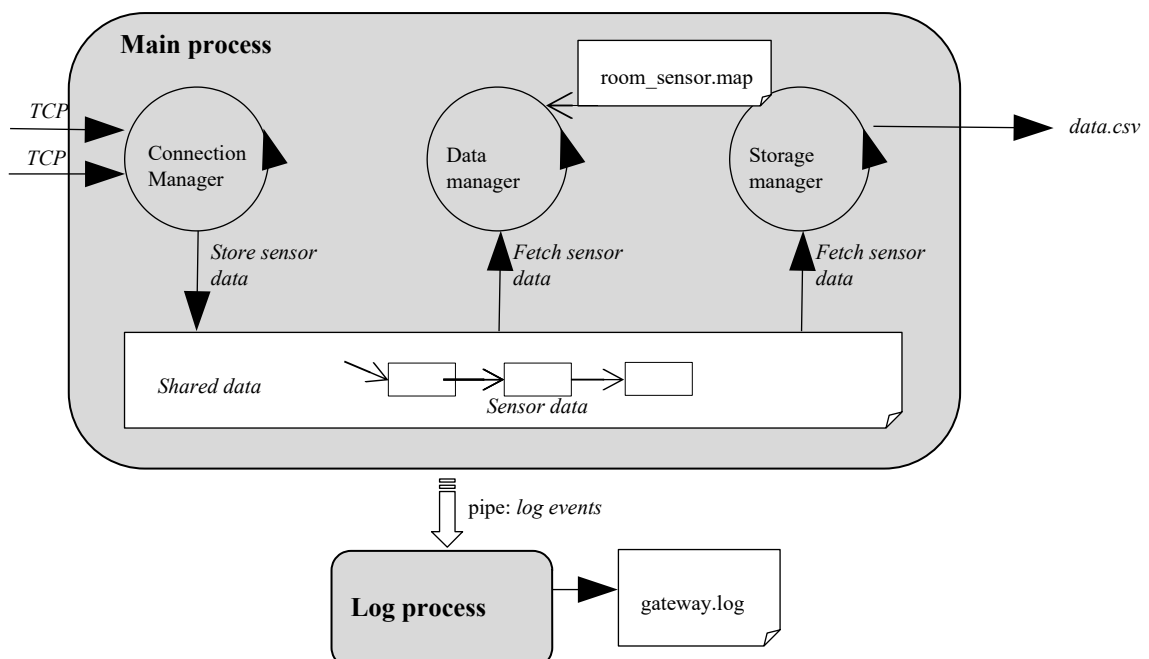 Main process
room_sensor.map
TCP
TCP
Connection
Manager
Data
manager
Storage
manager
data.csv
Store sensor
data
Fetch sensor
data
Fetch sensor
data
Shared data
Sensor data
pipe: log events
Log process
gateway.log